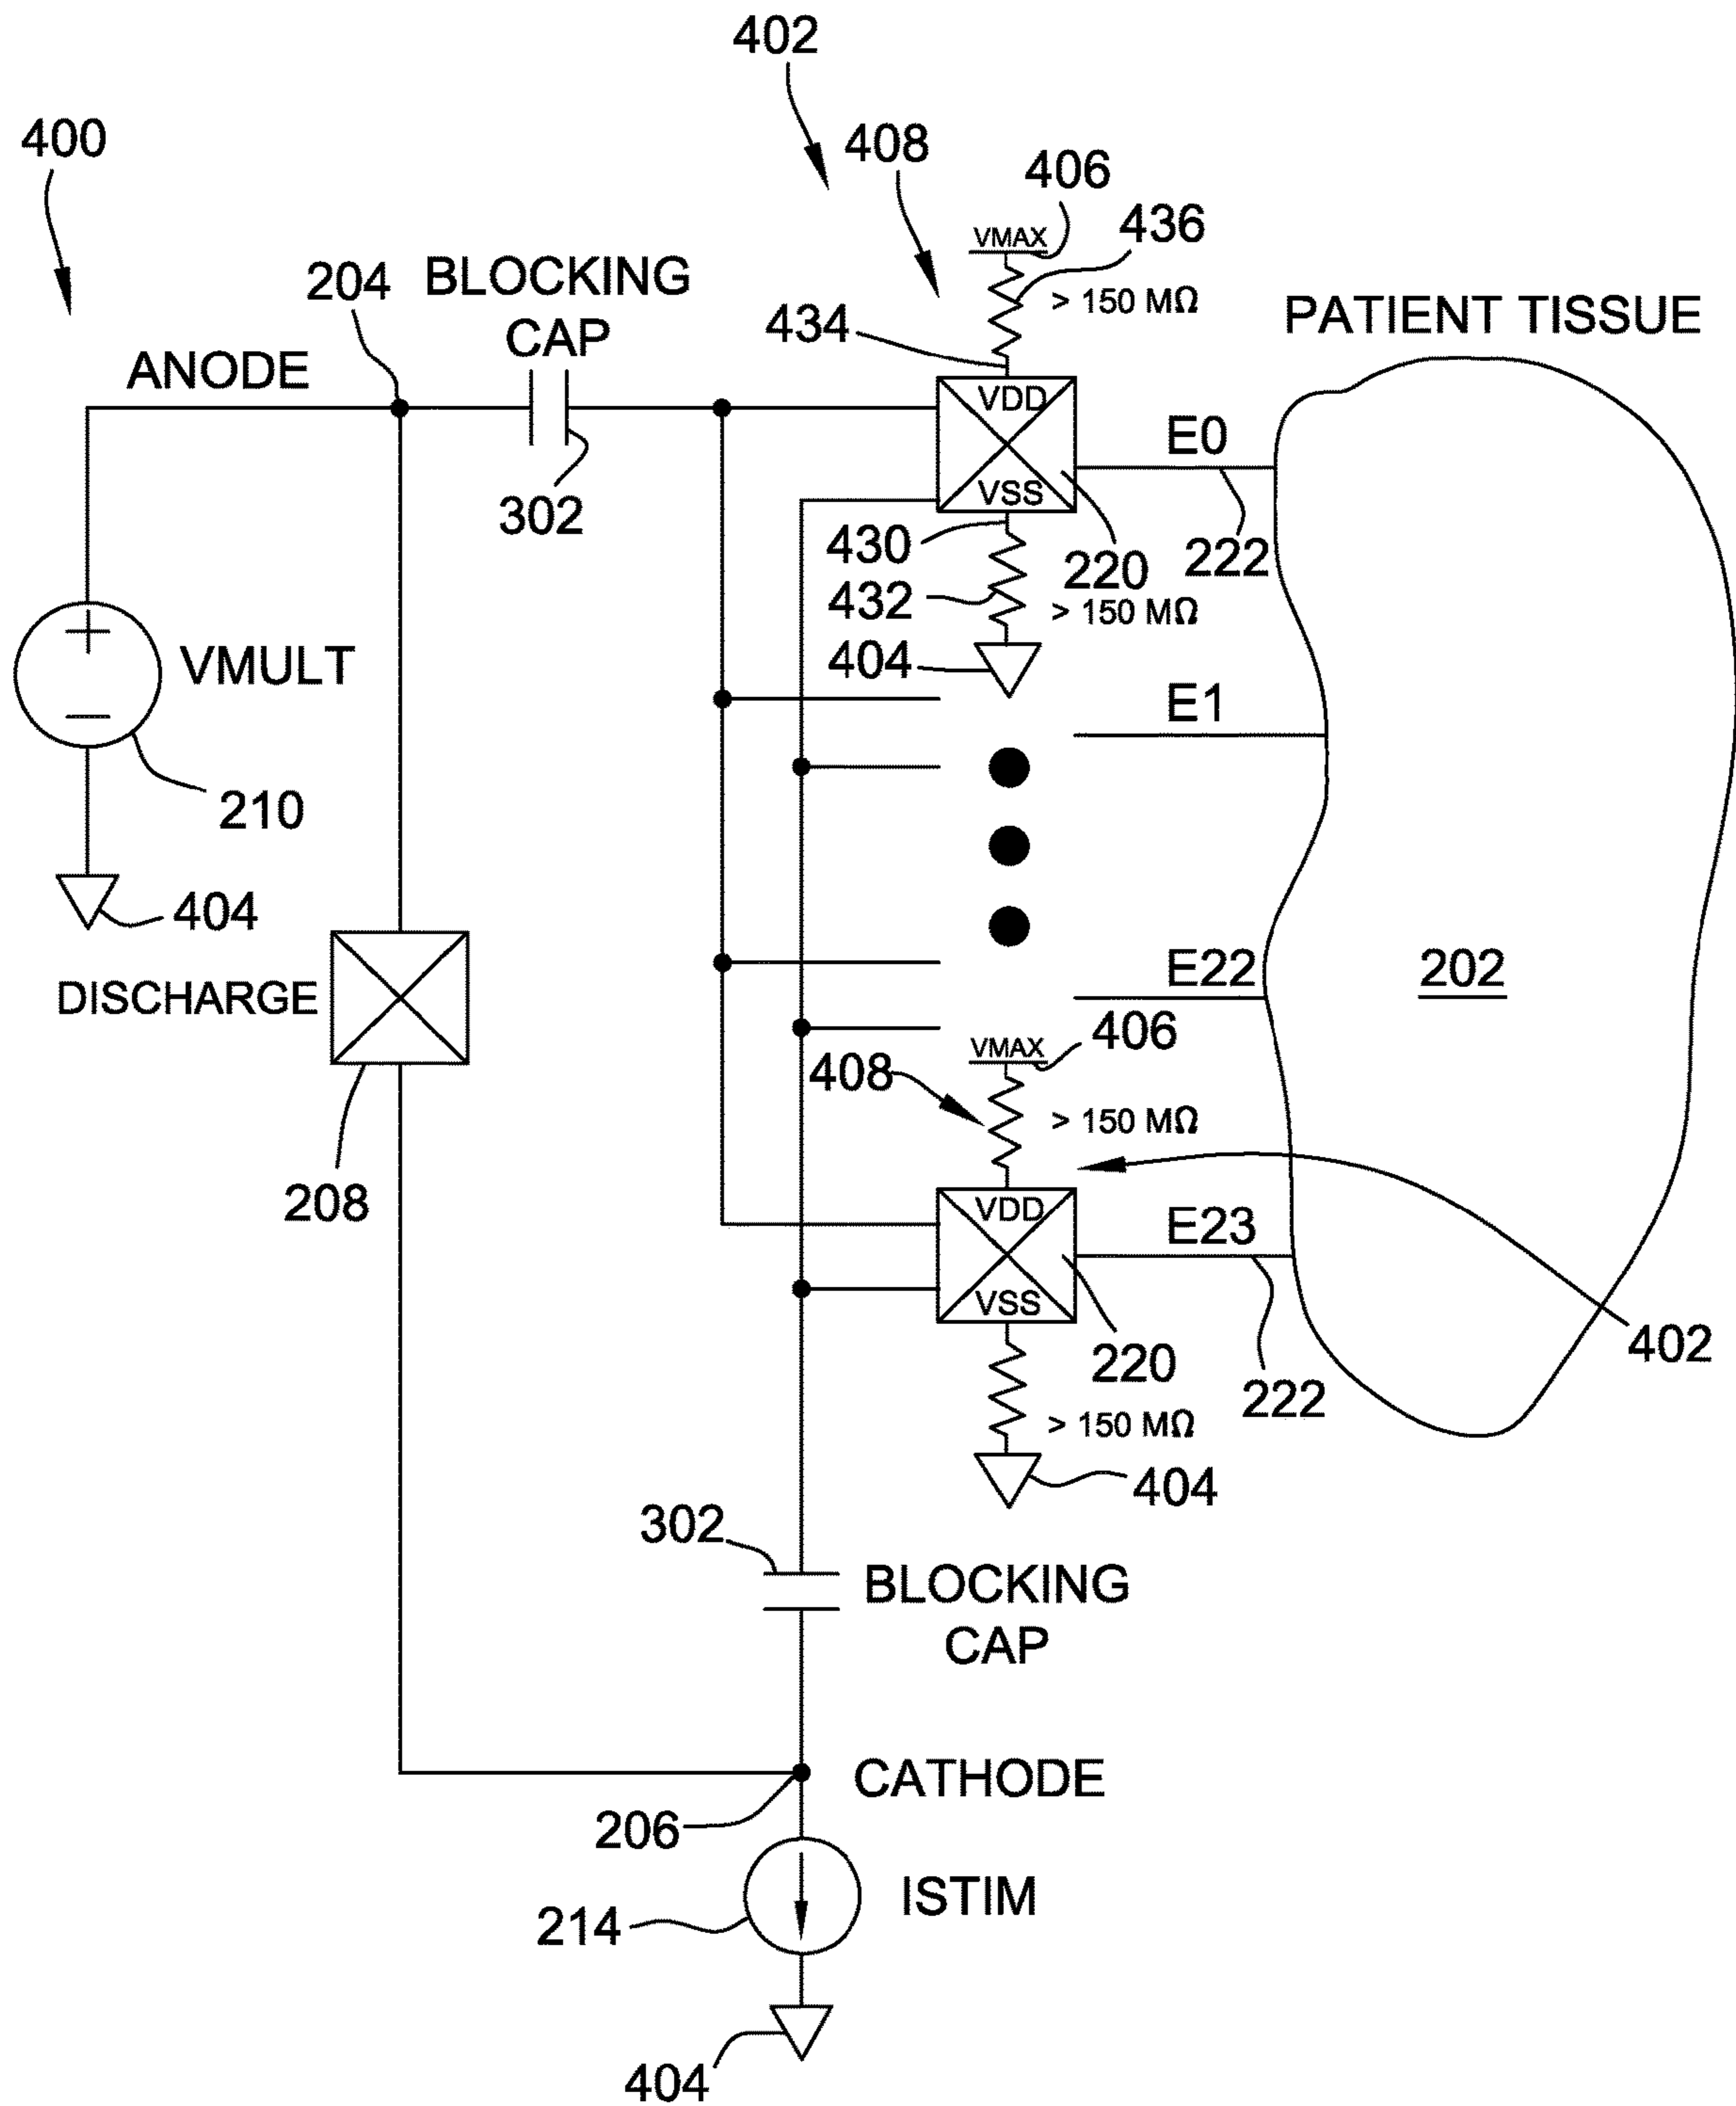 402
400
408
406
436
VMAX
204
BLOCKING
CAP
> 150 MΩ
434
PATIENT TISSUE
ANODE
VDD
E0
302
VSS
430
220
222
432
> 150 MΩ
404
VMULT
E1
210
404
E22
202
DISCHARGE
VMAX
406
408
> 150 MΩ
208
VDD
E23
VSS
402
220
222
> 150 MΩ
404
302
BLOCKING
CAP
CATHODE
206
ISTIM
214
404